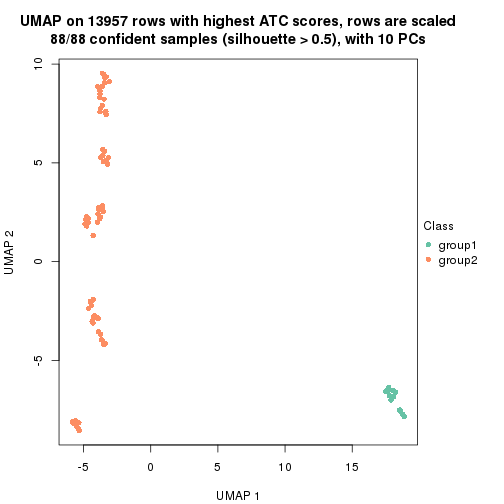 UMAP on 13957 rows with highest ATC scores, rows are scaled
88/88 confident samples (silhouette > 0.5), with 10 PCs
10
5
0
-5
UMAP 2
-5
0
5
10
15
UMAP 1
Class
group1
group2